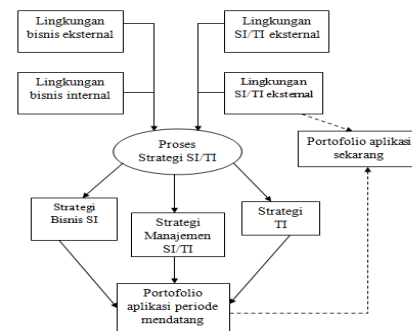 Lingkungan
bisnis eksternal
Lingkungan
SI/TI eksternal
Lingkungan
bisnis internal
Lingkungan
SI/TI eksternal
Proses
Strategi SI/TI
Portofolio aplikasi
sekarang
Strategi
Bisnis SI
Strategi
Manajemen
SI/TI
Strategi
TI
Portofolio
aplikasi periode
mendatang